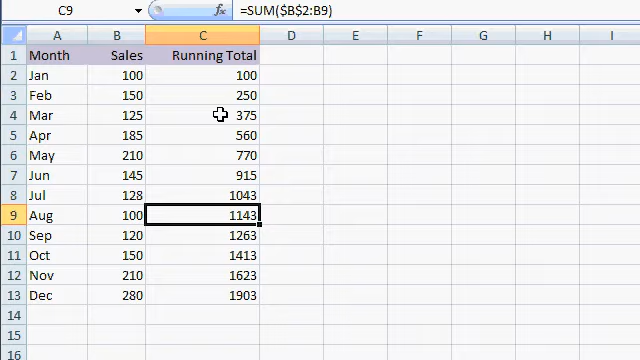 C9 fx =SUM($B$2:B9)
A B C D E F G H I
1 Month Sales Running Total
2 Jan 100 100
3 Feb 150 250
4 Mar 125 375
5 Apr 185 560
6 May 210 770
7 Jun 145 915
8 Jul 128 1043
9 Aug 100 1143
10 Sep 120 1263
11 Oct 150 1413
12 Nov 210 1623
13 Dec 280 1903
14
15
16